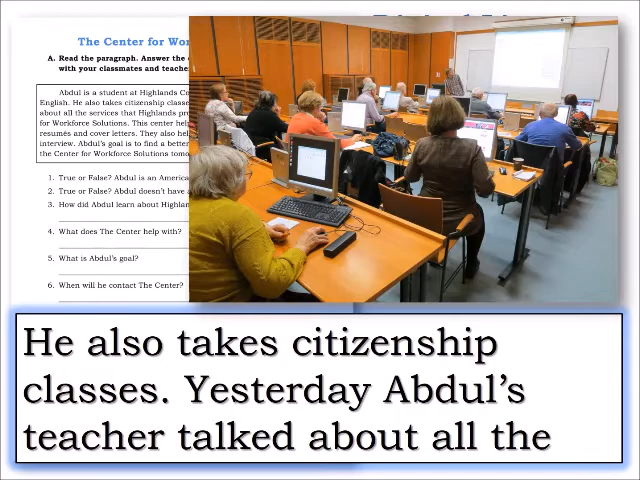 The Center for Wor
A. Read the paragraph. Answer the
with your classmates and teache
Abdul is a student at Highlands Co
English. He also takes citizenship classe
about all the services that Highlands pr
for Workforce Solutions. This center hel
resumés and cover letters. They also hel
interview. Abdul's goal is to find a better
the Center for Workforce Solutions tomo
1. True or False? Abdul is an America
2. True or False? Abdul doesn't have a
3. How did Abdul learn about Highlan
4. What does The Center help with?
5. What is Abdul's goal?
6. When will he contact The Center?
He also takes citizenship
classes. Yesterday Abdul's
teacher talked about all the